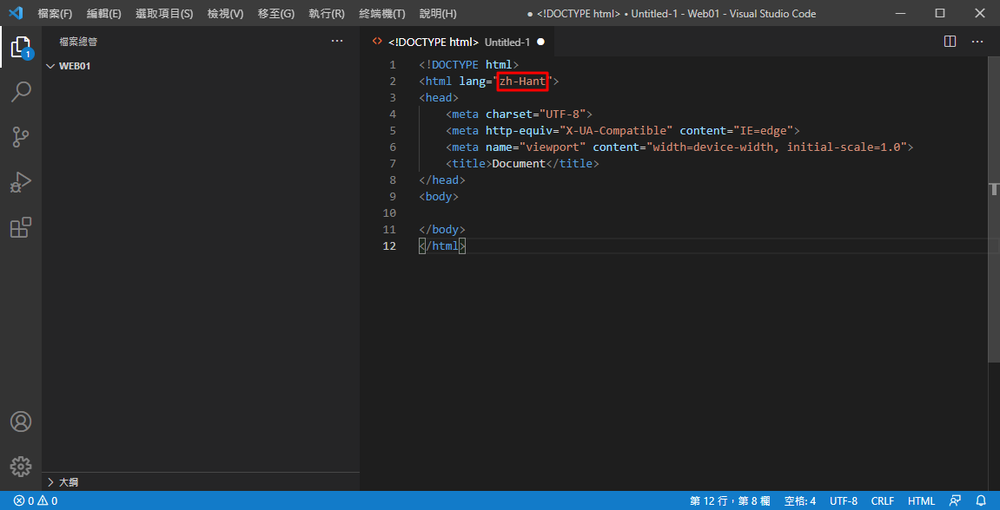 檔案(F) 編輯(E) 選取項目(S) 檢視(V) 移至(G) 執行(R) 終端機(T) 說明(H) ● <!DOCTYPE html> • Untitled-1 - Web01 - Visual Studio Code
檔案總管 ···
<!DOCTYPE html> Untitled-1 ●
WEB01
1 <!DOCTYPE html>
2 <html lang="zh-Hant">
3 <head>
4     <meta charset="UTF-8">
5     <meta http-equiv="X-UA-Compatible" content="IE=edge">
6     <meta name="viewport" content="width=device-width, initial-scale=1.0">
7     <title>Document</title>
8 </head>
9 <body>
10
11 </body>
12 </html>
1
大綱
0 0 第 12 行，第 8 欄 空格: 4 UTF-8 CRLF HTML